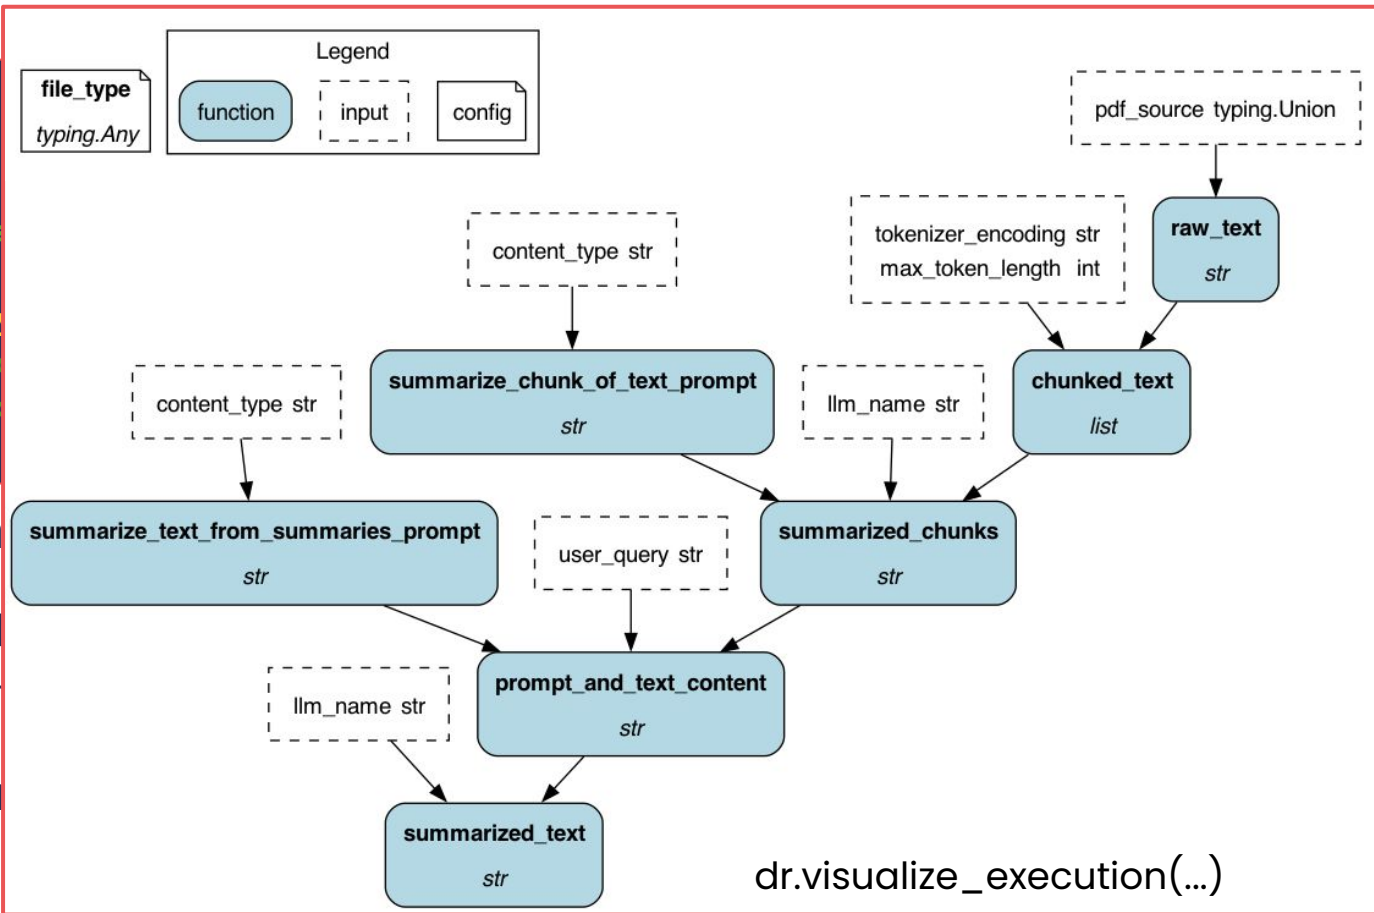 file_type
typing.Any
Legend
function
input
config
pdf_source typing.Union
raw_text
str
tokenizer_encoding str
max_token_length int
content_type str
summarize_chunk_of_text_prompt
str
llm_name str
chunked_text
list
content_type str
summarize_text_from_summaries_prompt
str
user_query str
summarized_chunks
str
llm_name str
prompt_and_text_content
str
summarized_text
str
dr.visualize_execution(...)